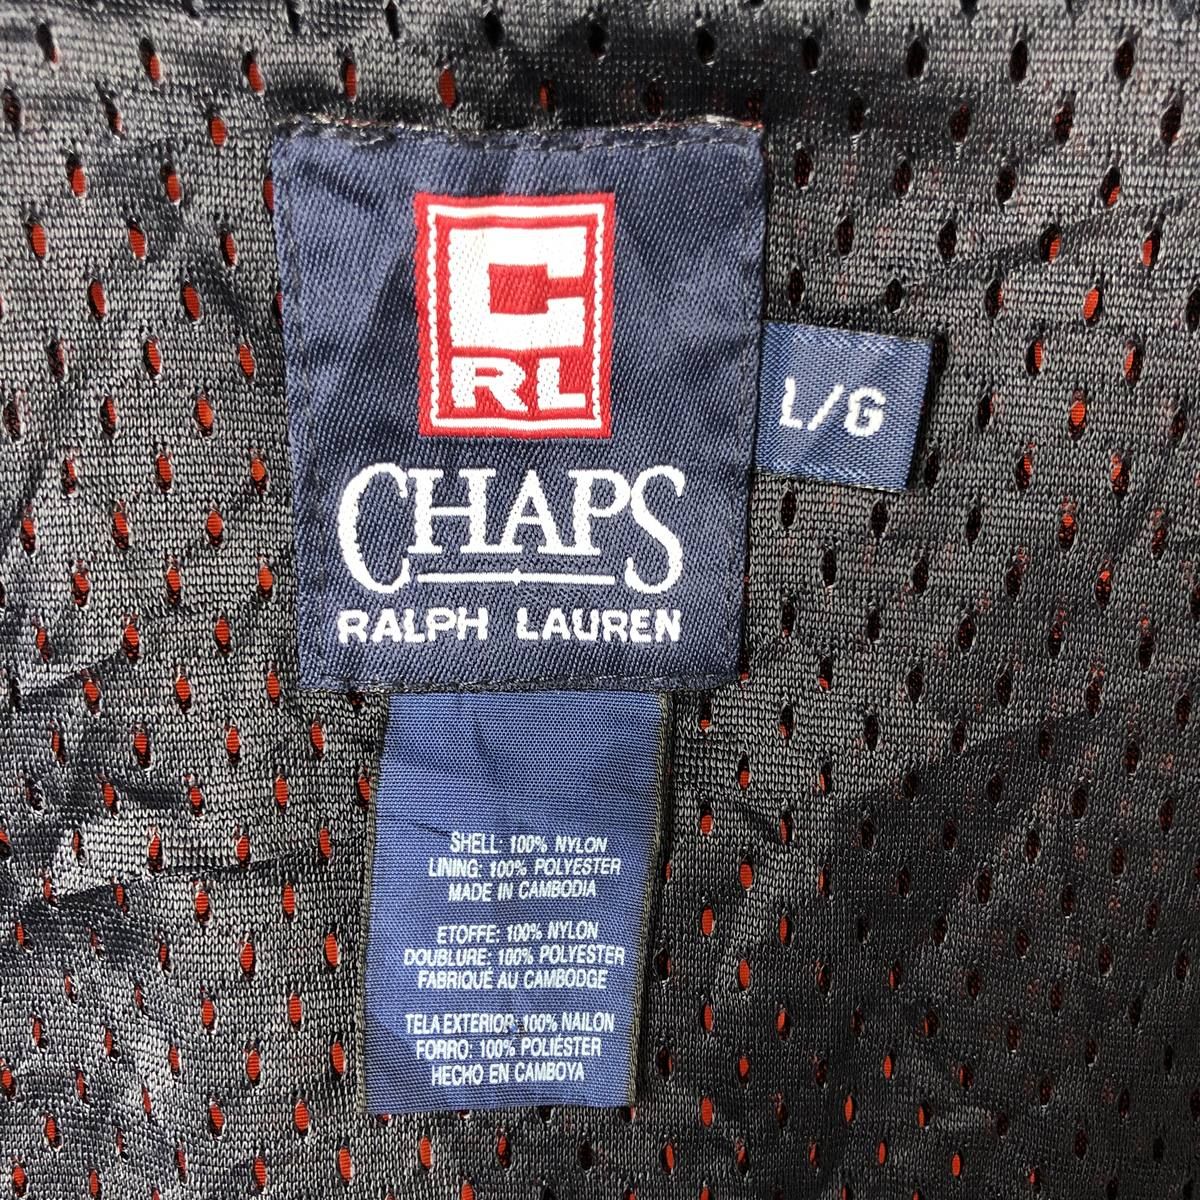 C
RL
CHAPS
RALPH LAUREN
L/G
SHELL: 100% NYLON
LINING: 100% POLYESTER
MADE IN CAMBODIA
ETOFFE: 100% NYLON
DOUBLURE: 100% POLYESTER
FABRIQUÉ AU CAMBODGE
TELA EXTERIOR: 100% NAILON
FORRO: 100% POLIÉSTER
HECHO EN CAMBOYA